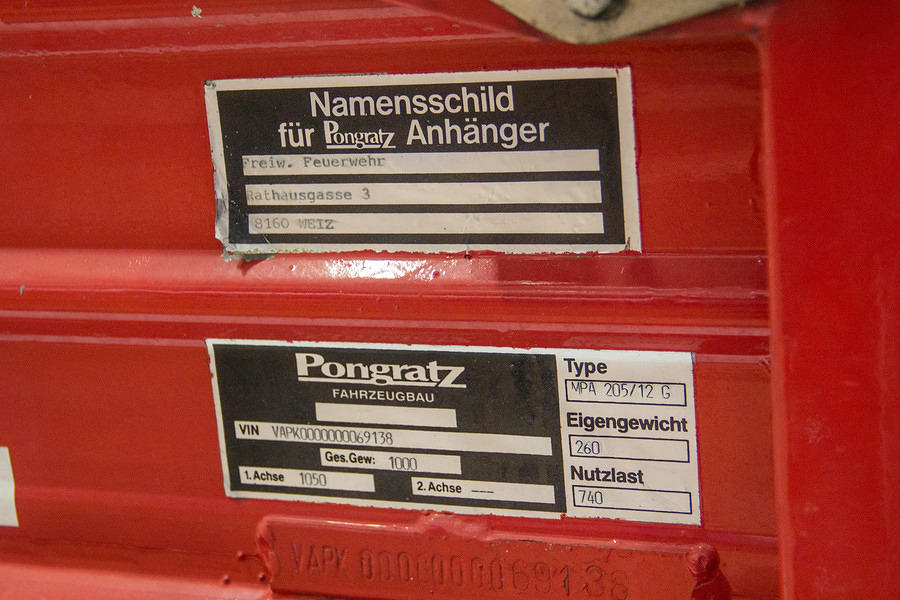 Namensschild
für Pongratz Anhänger
Freiw. Feuerwehr
Rathausgasse 3
8160 WEIZ
Pongratz
FAHRZEUGBAU
VIN VAPK0000000069138
Ges.Gew: 1000
1.Achse 1050
2.Achse ---
Type
MPA 205/12 G
Eigengewicht
260
Nutzlast
740
VAPK 0000000069138